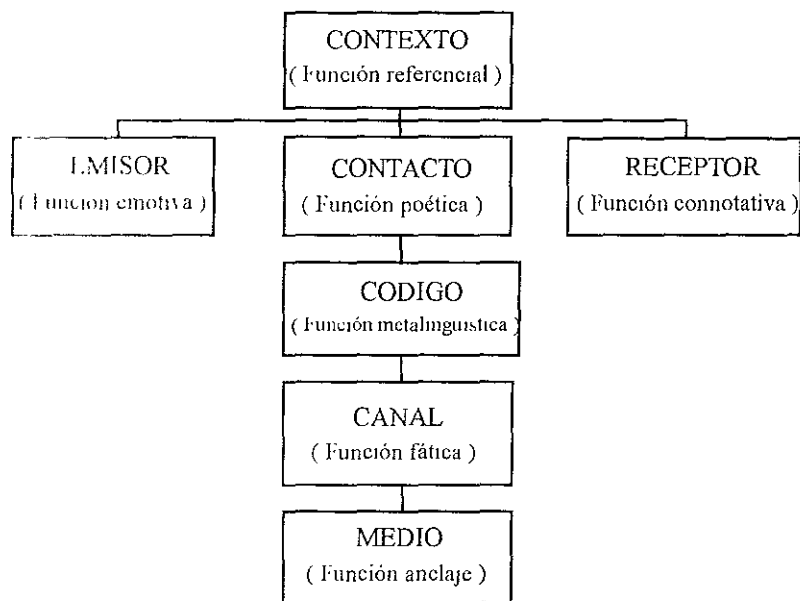 CONTEXTO
( Función referencial )
EMISOR
( Función emotiva )
CONTACTO
( Función poética )
RECEPTOR
( Función connotativa )
CODIGO
( Función metalinguistica )
CANAL
( Función fática )
MEDIO
( Función anclaje )